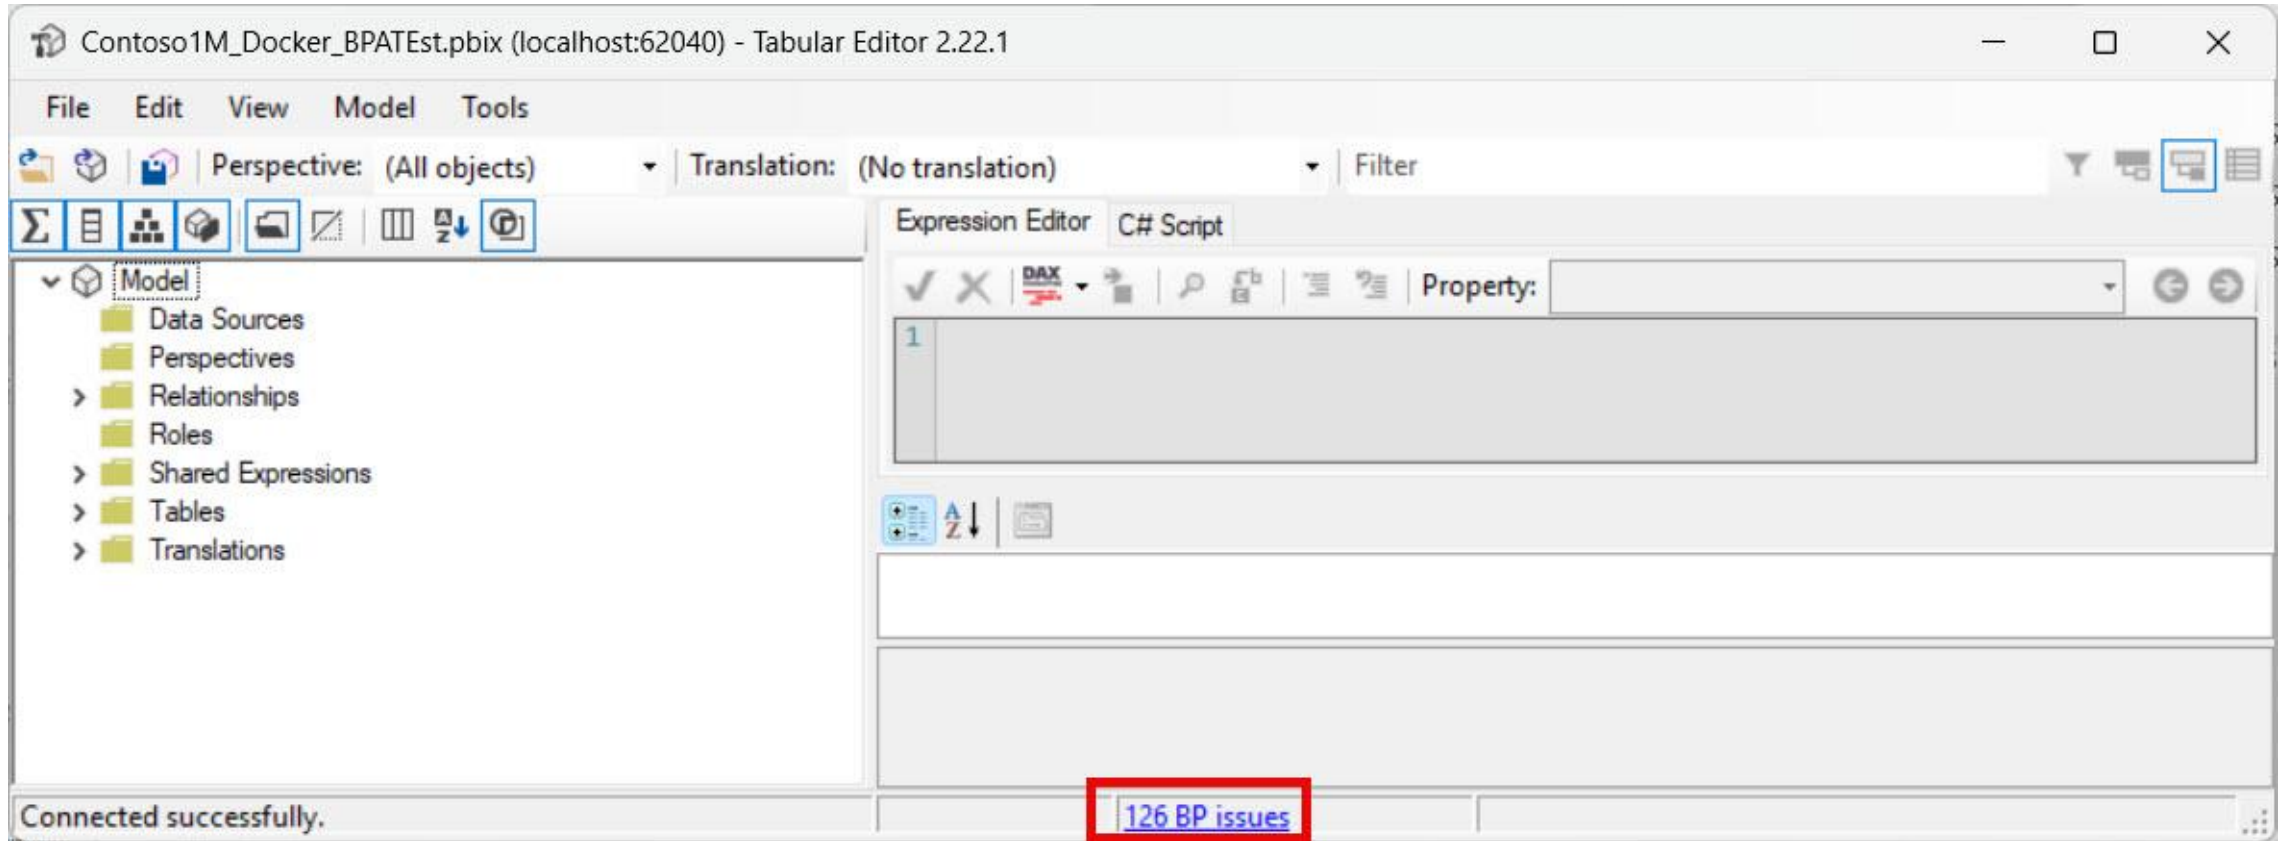 Contoso1M_Docker_BPATEst.pbix (localhost:62040) - Tabular Editor 2.22.1
File Edit View Model Tools
Perspective: (All objects) Translation: (No translation) Filter
Expression Editor C# Script
Model
DAX Property:
Data Sources
1
Perspectives
Relationships
Roles
Shared Expressions
Tables
Translations
Connected successfully. 126 BP issues